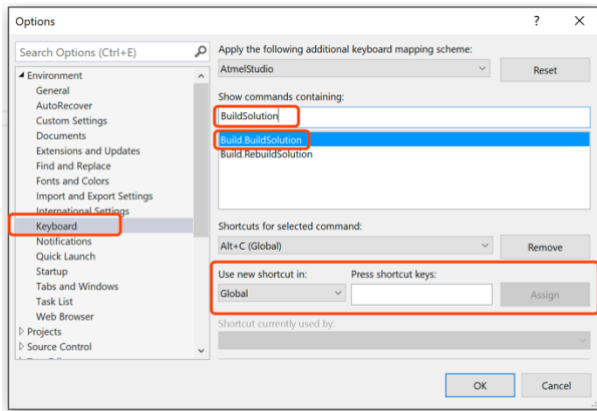 Options
?
Search Options (Ctrl+E)
Environment
General
AutoRecover
Custom Settings
Documents
Extensions and Updates
Find and Replace
Fonts and Colors
Import and Export Settings
International Settings
Keyboard
Notifications
Quick Launch
Startup
Tabs and Windows
Task List
Web Browser
Projects
Source Control
Apply the following additional keyboard mapping scheme:
AtmelStudio
Reset
Show commands containing:
BuildSolution
Build.BuildSolution
Build.RebuildSolution
Shortcuts for selected command:
Alt+C (Global)
Remove
Use new shortcut in:
Press shortcut keys:
Global
Assign
Shortcut currently used by:
OK
Cancel